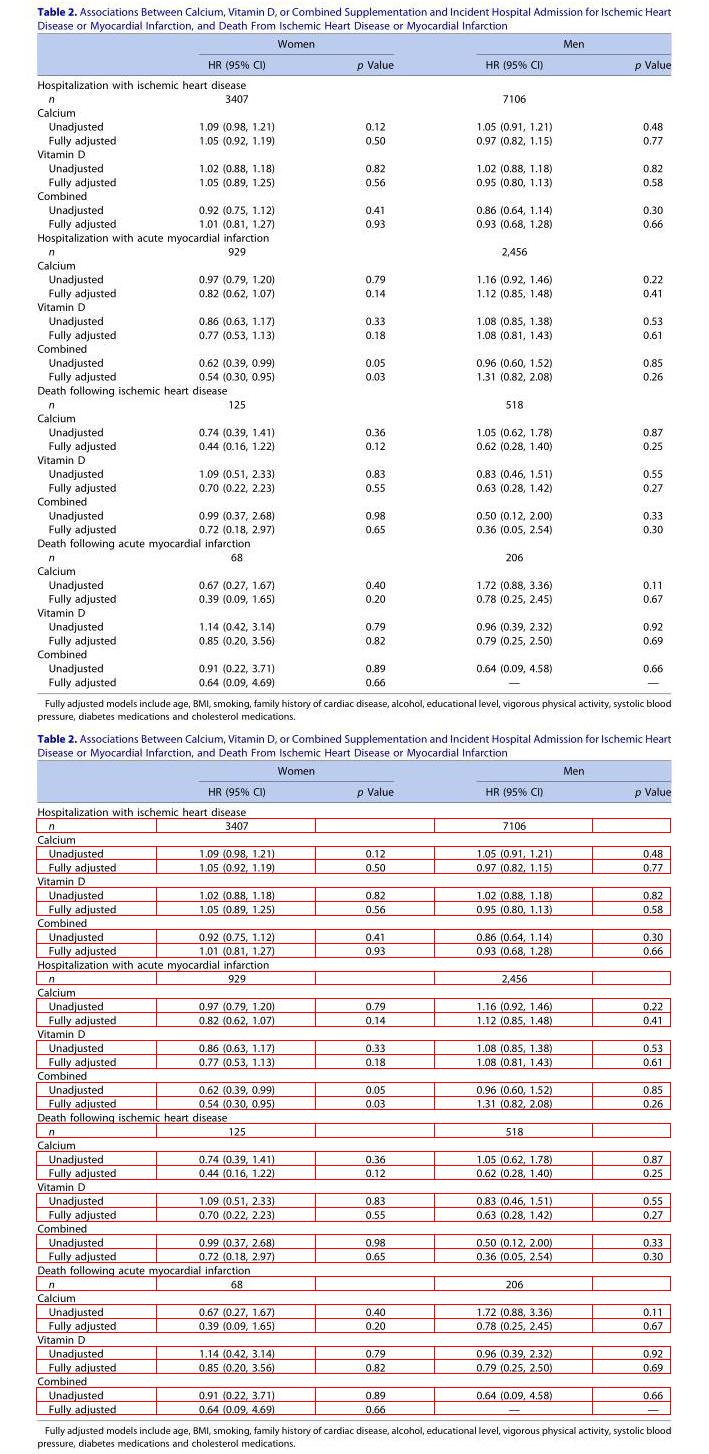 Table 2. Associations Between Calcium, Vitamin D, or Combined Supplementation and Incident Hospital Admission for Ischemic Heart
Disease or Myocardial Infarction, and Death From Ischemic Heart Disease or Myocardial Infarction
Women Men
HR (95% CI) p Value HR (95% CI) p Value
Hospitalization with ischemic heart disease
n 3407 7106
Calcium
Unadjusted 1.09 (0.98, 1.21) 0.12 1.05 (0.91, 1.21) 0.48
Fully adjusted 1.05 (0.92, 1.19) 0.50 0.97 (0.82, 1.15) 0.77
Vitamin D
Unadjusted 1.02 (0.88, 1.18) 0.82 1.02 (0.88, 1.18) 0.82
Fully adjusted 1.05 (0.89, 1.25) 0.56 0.95 (0.80, 1.13) 0.58
Combined
Unadjusted 0.92 (0.75, 1.12) 0.41 0.86 (0.64, 1.14) 0.30
Fully adjusted 1.01 (0.81, 1.27) 0.93 0.93 (0.68, 1.28) 0.66
Hospitalization with acute myocardial infarction
n 929 2,456
Calcium
Unadjusted 0.97 (0.79, 1.20) 0.79 1.16 (0.92, 1.46) 0.22
Fully adjusted 0.82 (0.62, 1.07) 0.14 1.12 (0.85, 1.48) 0.41
Vitamin D
Unadjusted 0.86 (0.63, 1.17) 0.33 1.08 (0.85, 1.38) 0.53
Fully adjusted 0.77 (0.53, 1.13) 0.18 1.08 (0.81, 1.43) 0.61
Combined
Unadjusted 0.62 (0.39, 0.99) 0.05 0.96 (0.60, 1.52) 0.85
Fully adjusted 0.54 (0.30, 0.95) 0.03 1.31 (0.82, 2.08) 0.26
Death following ischemic heart disease
n 125 518
Calcium
Unadjusted 0.74 (0.39, 1.41) 0.36 1.05 (0.62, 1.78) 0.87
Fully adjusted 0.44 (0.16, 1.22) 0.12 0.62 (0.28, 1.40) 0.25
Vitamin D
Unadjusted 1.09 (0.51, 2.33) 0.83 0.83 (0.46, 1.51) 0.55
Fully adjusted 0.70 (0.22, 2.23) 0.55 0.63 (0.28, 1.42) 0.27
Combined
Unadjusted 0.99 (0.37, 2.68) 0.98 0.50 (0.12, 2.00) 0.33
Fully adjusted 0.72 (0.18, 2.97) 0.65 0.36 (0.05, 2.54) 0.30
Death following acute myocardial infarction
n 68 206
Calcium
Unadjusted 0.67 (0.27, 1.67) 0.40 1.72 (0.88, 3.36) 0.11
Fully adjusted 0.39 (0.09, 1.65) 0.20 0.78 (0.25, 2.45) 0.67
Vitamin D
Unadjusted 1.14 (0.42, 3.14) 0.79 0.96 (0.39, 2.32) 0.92
Fully adjusted 0.85 (0.20, 3.56) 0.82 0.79 (0.25, 2.50) 0.69
Combined
Unadjusted 0.91 (0.22, 3.71) 0.89 0.64 (0.09, 4.58) 0.66
Fully adjusted 0.64 (0.09, 4.69) 0.66 — —
Fully adjusted models include age, BMI, smoking, family history of cardiac disease, alcohol, educational level, vigorous physical activity, systolic blood
pressure, diabetes medications and cholesterol medications.
Table 2. Associations Between Calcium, Vitamin D, or Combined Supplementation and Incident Hospital Admission for Ischemic Heart
Disease or Myocardial Infarction, and Death From Ischemic Heart Disease or Myocardial Infarction
Women Men
HR (95% CI) p Value HR (95% CI) p Value
Hospitalization with ischemic heart disease
n 3407 7106
Calcium
Unadjusted 1.09 (0.98, 1.21) 0.12 1.05 (0.91, 1.21) 0.48
Fully adjusted 1.05 (0.92, 1.19) 0.50 0.97 (0.82, 1.15) 0.77
Vitamin D
Unadjusted 1.02 (0.88, 1.18) 0.82 1.02 (0.88, 1.18) 0.82
Fully adjusted 1.05 (0.89, 1.25) 0.56 0.95 (0.80, 1.13) 0.58
Combined
Unadjusted 0.92 (0.75, 1.12) 0.41 0.86 (0.64, 1.14) 0.30
Fully adjusted 1.01 (0.81, 1.27) 0.93 0.93 (0.68, 1.28) 0.66
Hospitalization with acute myocardial infarction
n 929 2,456
Calcium
Unadjusted 0.97 (0.79, 1.20) 0.79 1.16 (0.92, 1.46) 0.22
Fully adjusted 0.82 (0.62, 1.07) 0.14 1.12 (0.85, 1.48) 0.41
Vitamin D
Unadjusted 0.86 (0.63, 1.17) 0.33 1.08 (0.85, 1.38) 0.53
Fully adjusted 0.77 (0.53, 1.13) 0.18 1.08 (0.81, 1.43) 0.61
Combined
Unadjusted 0.62 (0.39, 0.99) 0.05 0.96 (0.60, 1.52) 0.85
Fully adjusted 0.54 (0.30, 0.95) 0.03 1.31 (0.82, 2.08) 0.26
Death following ischemic heart disease
n 125 518
Calcium
Unadjusted 0.74 (0.39, 1.41) 0.36 1.05 (0.62, 1.78) 0.87
Fully adjusted 0.44 (0.16, 1.22) 0.12 0.62 (0.28, 1.40) 0.25
Vitamin D
Unadjusted 1.09 (0.51, 2.33) 0.83 0.83 (0.46, 1.51) 0.55
Fully adjusted 0.70 (0.22, 2.23) 0.55 0.63 (0.28, 1.42) 0.27
Combined
Unadjusted 0.99 (0.37, 2.68) 0.98 0.50 (0.12, 2.00) 0.33
Fully adjusted 0.72 (0.18, 2.97) 0.65 0.36 (0.05, 2.54) 0.30
Death following acute myocardial infarction
n 68 206
Calcium
Unadjusted 0.67 (0.27, 1.67) 0.40 1.72 (0.88, 3.36) 0.11
Fully adjusted 0.39 (0.09, 1.65) 0.20 0.78 (0.25, 2.45) 0.67
Vitamin D
Unadjusted 1.14 (0.42, 3.14) 0.79 0.96 (0.39, 2.32) 0.92
Fully adjusted 0.85 (0.20, 3.56) 0.82 0.79 (0.25, 2.50) 0.69
Combined
Unadjusted 0.91 (0.22, 3.71) 0.89 0.64 (0.09, 4.58) 0.66
Fully adjusted 0.64 (0.09, 4.69) 0.66 — —
Fully adjusted models include age, BMI, smoking, family history of cardiac disease, alcohol, educational level, vigorous physical activity, systolic blood
pressure, diabetes medications and cholesterol medications.